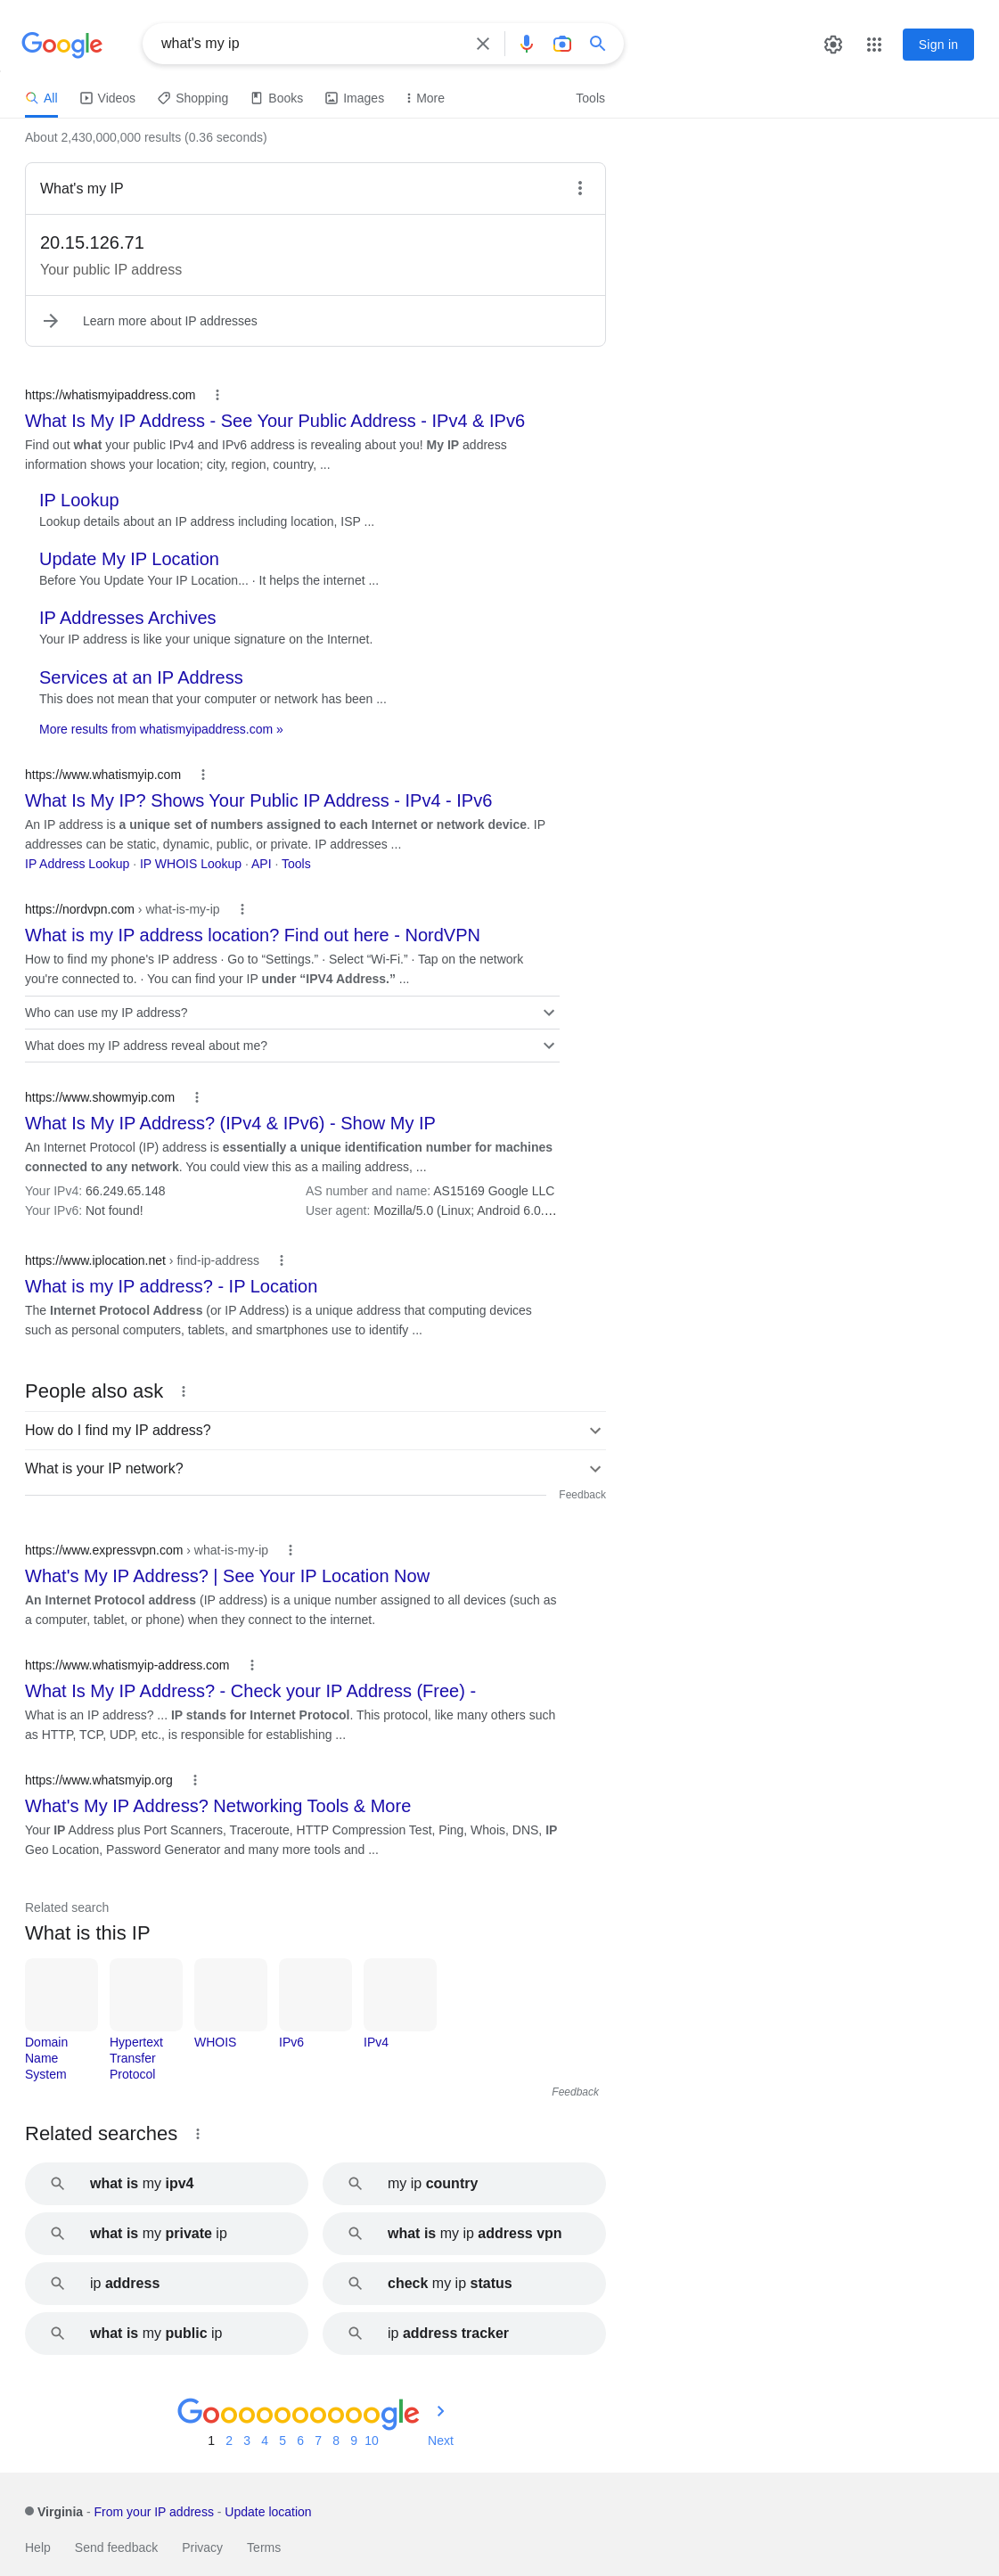 Google
what's my ip
Sign in
All Videos Shopping Books Images More Tools
About 2,430,000,000 results (0.36 seconds)
What's my IP
20.15.126.71
Your public IP address
Learn more about IP addresses
https://whatismyipaddress.com
What Is My IP Address - See Your Public Address - IPv4 & IPv6
Find out what your public IPv4 and IPv6 address is revealing about you! My IP address
information shows your location; city, region, country, ...
IP Lookup
Lookup details about an IP address including location, ISP ...
Update My IP Location
Before You Update Your IP Location... · It helps the internet ...
IP Addresses Archives
Your IP address is like your unique signature on the Internet.
Services at an IP Address
This does not mean that your computer or network has been ...
More results from whatismyipaddress.com »
https://www.whatismyip.com
What Is My IP? Shows Your Public IP Address - IPv4 - IPv6
An IP address is a unique set of numbers assigned to each Internet or network device. IP
addresses can be static, dynamic, public, or private. IP addresses ...
IP Address Lookup · IP WHOIS Lookup · API · Tools
https://nordvpn.com › what-is-my-ip
What is my IP address location? Find out here - NordVPN
How to find my phone's IP address · Go to “Settings.” · Select “Wi-Fi.” · Tap on the network
you're connected to. · You can find your IP under “IPV4 Address.” ...
Who can use my IP address?
What does my IP address reveal about me?
https://www.showmyip.com
What Is My IP Address? (IPv4 & IPv6) - Show My IP
An Internet Protocol (IP) address is essentially a unique identification number for machines
connected to any network. You could view this as a mailing address, ...
Your IPv4: 66.249.65.148 AS number and name: AS15169 Google LLC
Your IPv6: Not found! User agent: Mozilla/5.0 (Linux; Android 6.0....
https://www.iplocation.net › find-ip-address
What is my IP address? - IP Location
The Internet Protocol Address (or IP Address) is a unique address that computing devices
such as personal computers, tablets, and smartphones use to identify ...
People also ask
How do I find my IP address?
What is your IP network?
Feedback
https://www.expressvpn.com › what-is-my-ip
What's My IP Address? | See Your IP Location Now
An Internet Protocol address (IP address) is a unique number assigned to all devices (such as
a computer, tablet, or phone) when they connect to the internet.
https://www.whatismyip-address.com
What Is My IP Address? - Check your IP Address (Free) -
What is an IP address? ... IP stands for Internet Protocol. This protocol, like many others such
as HTTP, TCP, UDP, etc., is responsible for establishing ...
https://www.whatsmyip.org
What's My IP Address? Networking Tools & More
Your IP Address plus Port Scanners, Traceroute, HTTP Compression Test, Ping, Whois, DNS, IP
Geo Location, Password Generator and many more tools and ...
Related search
What is this IP
Domain Name System
Hypertext Transfer Protocol
WHOIS
IPv6
IPv4
Feedback
Related searches
what is my ipv4
my ip country
what is my private ip
what is my ip address vpn
ip address
check my ip status
what is my public ip
ip address tracker
Goooooooooogle
1 2 3 4 5 6 7 8 9 10 Next
Virginia - From your IP address - Update location
Help Send feedback Privacy Terms